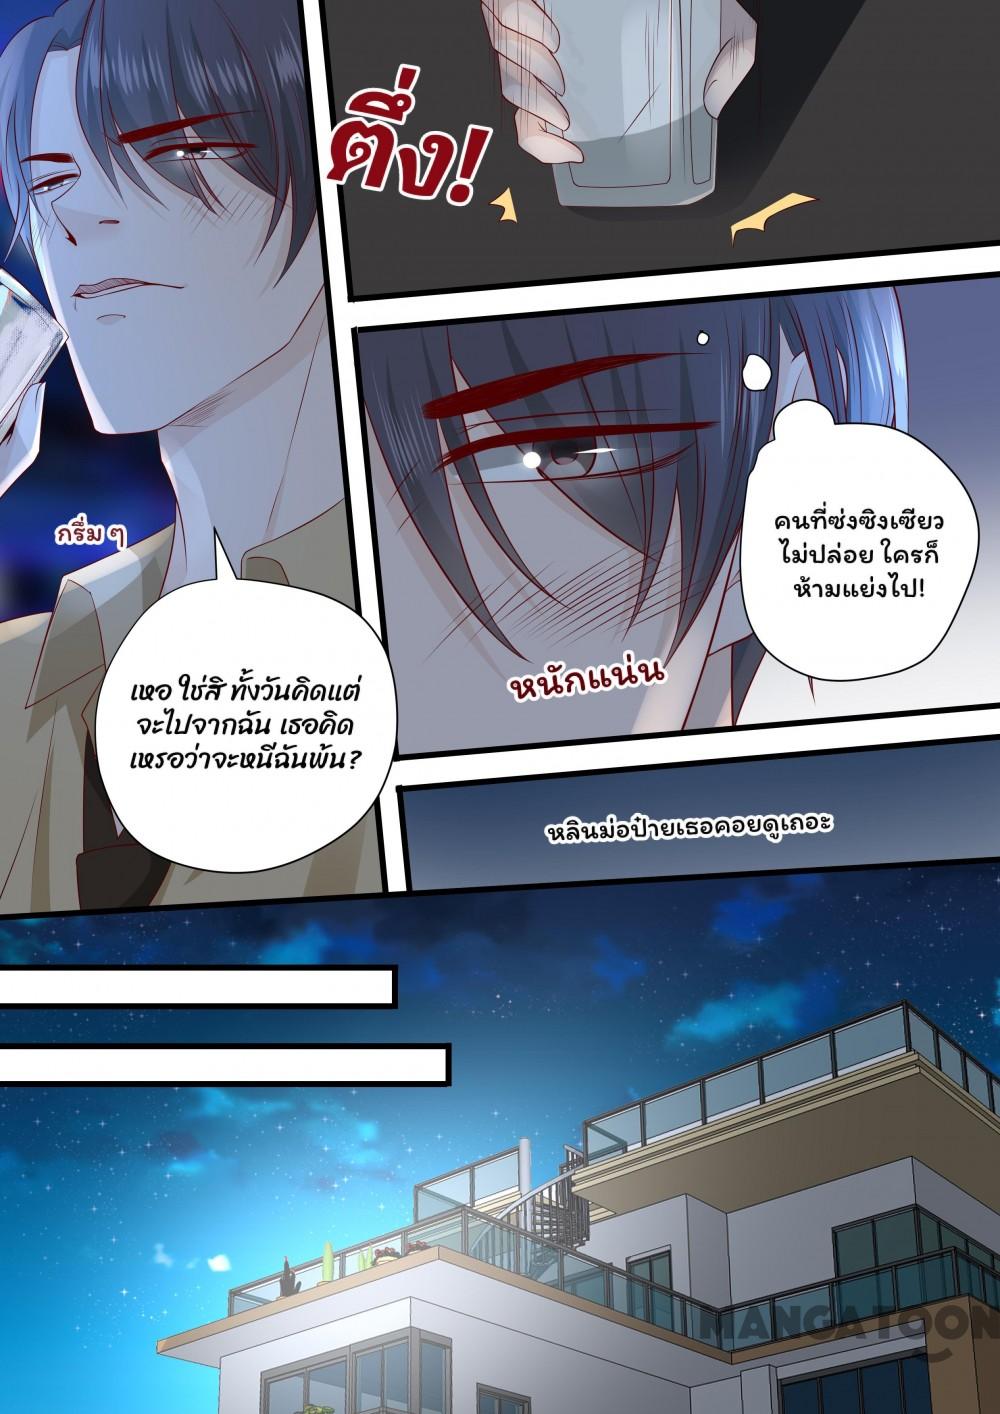 ตึ่ง!
กรึ่ม ๆ
เหอ ใช่สิ ทั้งวันคิดแต่
จะไปจากฉัน เธอคิด
เหรอว่าจะหนีฉันพ้น?
คนที่ซ่งซิงเซียว
ไม่ปล่อย ใครก็
ห้ามแย่งไป!
หนักแน่น
หลินม่อป๋ายเธอคอยดูเถอะ
MANGATOON